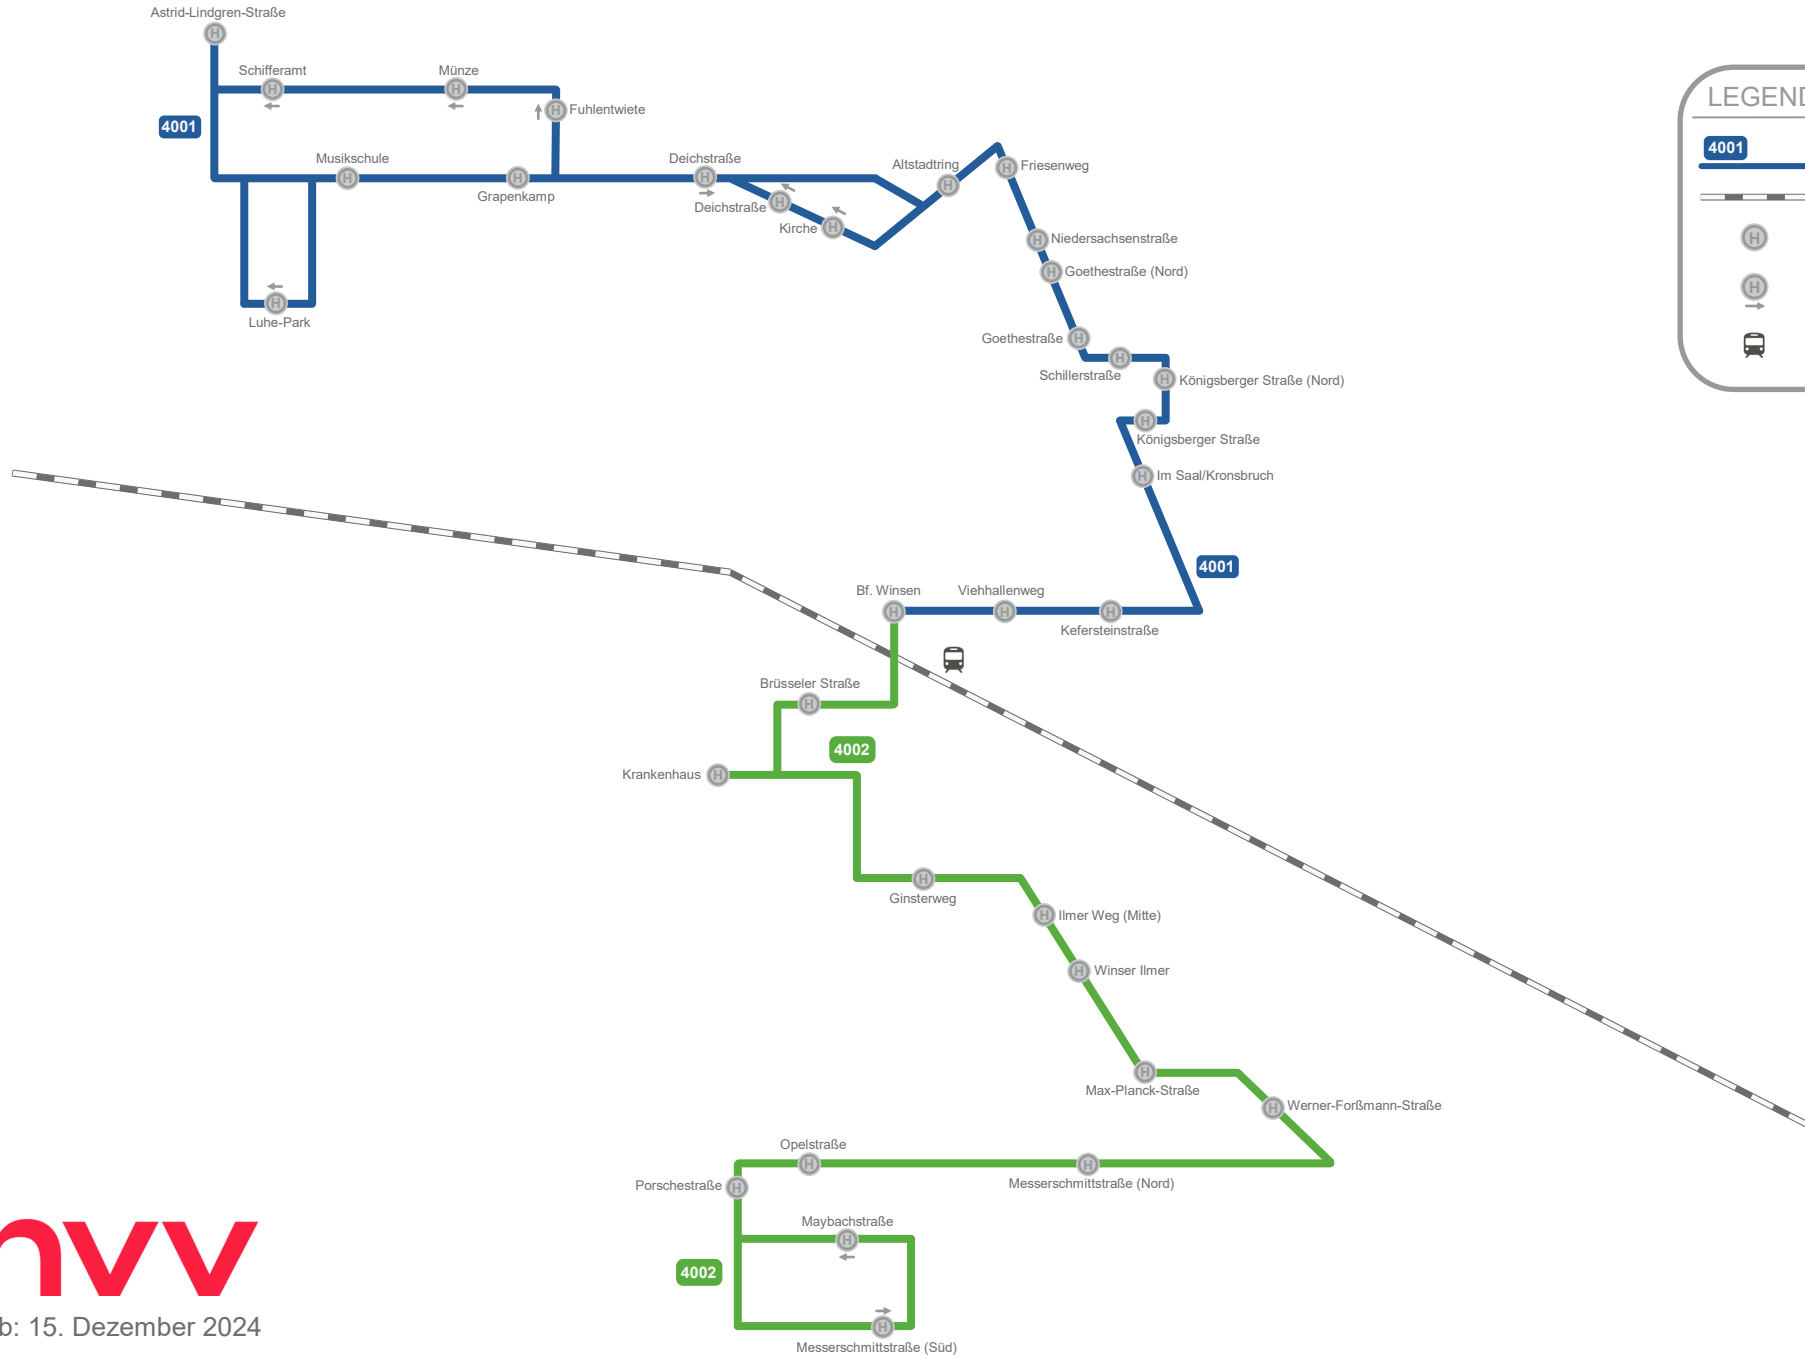 Astrid-Lindgren-Straße
Schifferamt
Münze
Fuhlentwiete
4001
Musikschule
Grapenkamp
Deichstraße
Deichstraße
Kirche
Altstadtring
Friesenweg
Luhe-Park
Niedersachsenstraße
Goethestraße (Nord)
Goethestraße
Schillerstraße
Königsberger Straße (Nord)
Königsberger Straße
Im Saal/Kronsbruch
4001
Bf. Winsen
Viehhallenweg
Kefersteinstraße
Brüsseler Straße
4002
Krankenhaus
Ginsterweg
Ilmer Weg (Mitte)
Winser Ilmer
Max-Planck-Straße
Werner-Forßmann-Straße
Opelstraße
Messerschmittstraße (Nord)
Porschestraße
Maybachstraße
4002
Messerschmittstraße (Süd)
LEGEND
4001
hvv
b: 15. Dezember 2024